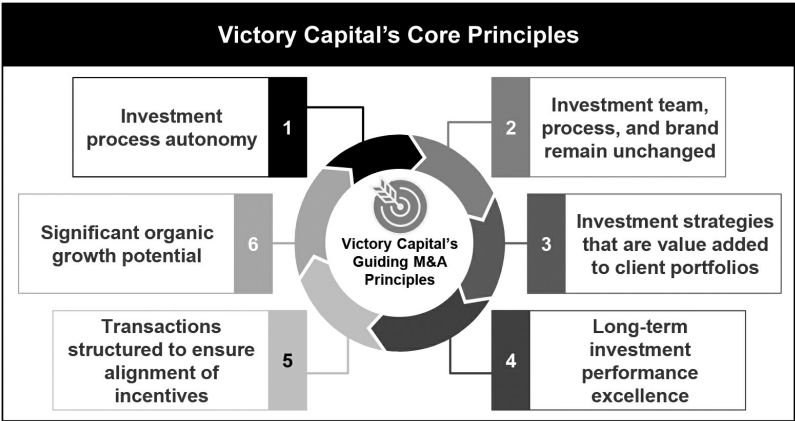 Victory Capital's Core Principles
Investment
process autonomy
1
2
Investment team,
process, and brand
remain unchanged
Significant organic
growth potential
6
Victory Capital's
Guiding M&A
Principles
3
Investment strategies
that are value added
to client portfolios
Transactions
structured to ensure
alignment of
incentives
5
4
Long-term
investment
performance
excellence